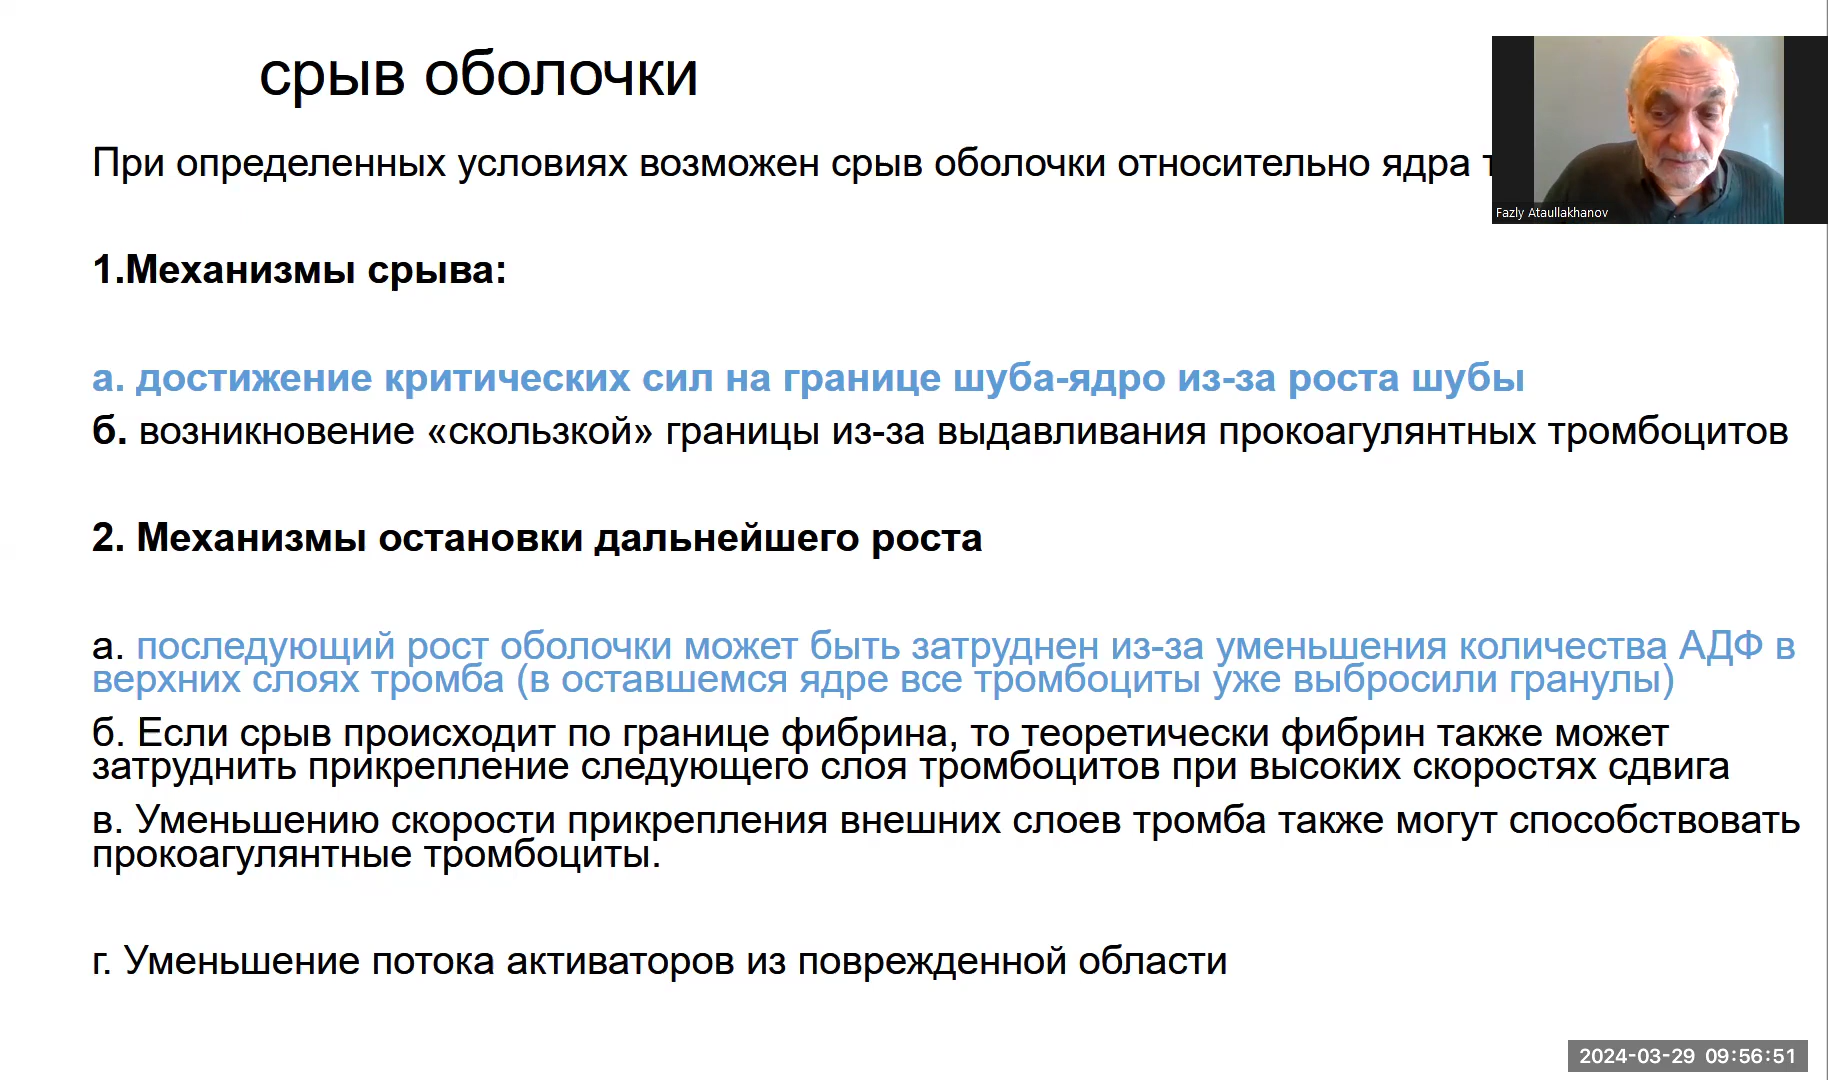 срыв оболочки
При определенных условиях возможен срыв оболочки относительно ядра
Fazly Ataullakhanov
1.Механизмы срыва:
а. достижение критических сил на границе шуба-ядро из-за роста шубы
б. возникновение «скользкой» границы из-за выдавливания прокоагулянтных тромбоцитов
2. Механизмы остановки дальнейшего роста
а. последующий рост оболочки может быть затруднен из-за уменьшения количества АДФ в
верхних слоях тромба (в оставшемся ядре все тромбоциты уже выбросили гранулы)
б. Если срыв происходит по границе фибрина, то теоретически фибрин также может
затруднить прикрепление следующего слоя тромбоцитов при высоких скоростях сдвига
в. Уменьшению скорости прикрепления внешних слоев тромба также могут способствовать
прокоагулянтные тромбоциты.
г. Уменьшение потока активаторов из поврежденной области
2024-03-29 09:56:51